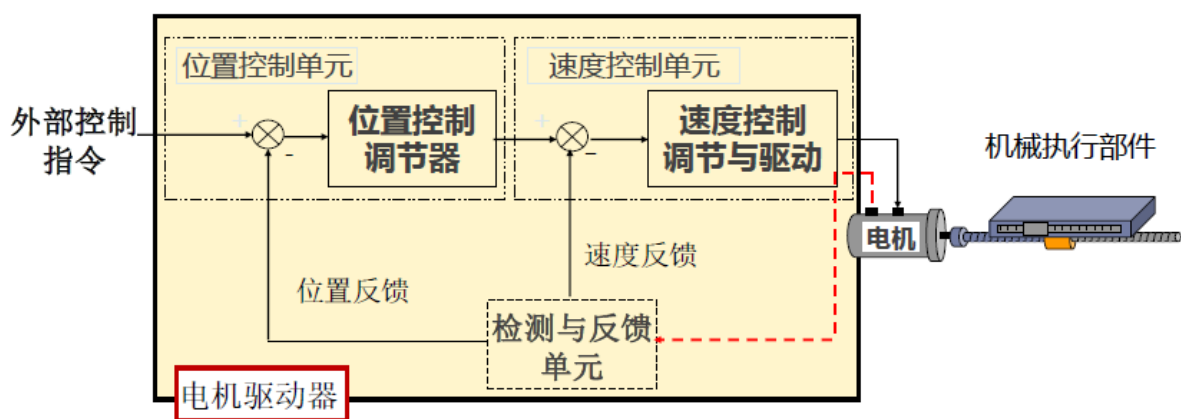 位置控制单元
速度控制单元
外部控制
指令
+
-
位置控制
调节器
+
-
速度控制
调节与驱动
机械执行部件
电机
速度反馈
位置反馈
检测与反馈
单元
电机驱动器